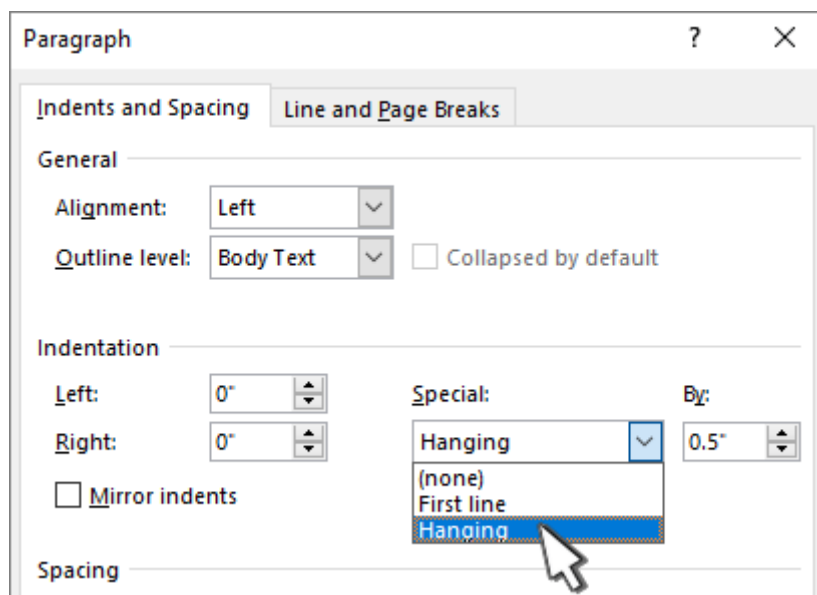 Paragraph ?
Indents and Spacing Line and Page Breaks
General
Alignment: Left
Outline level: Body Text Collapsed by default
Indentation
Left: 0" Special: By:
Right: 0" Hanging 0.5"
(none)
Mirror indents First line
Hanging
Spacing